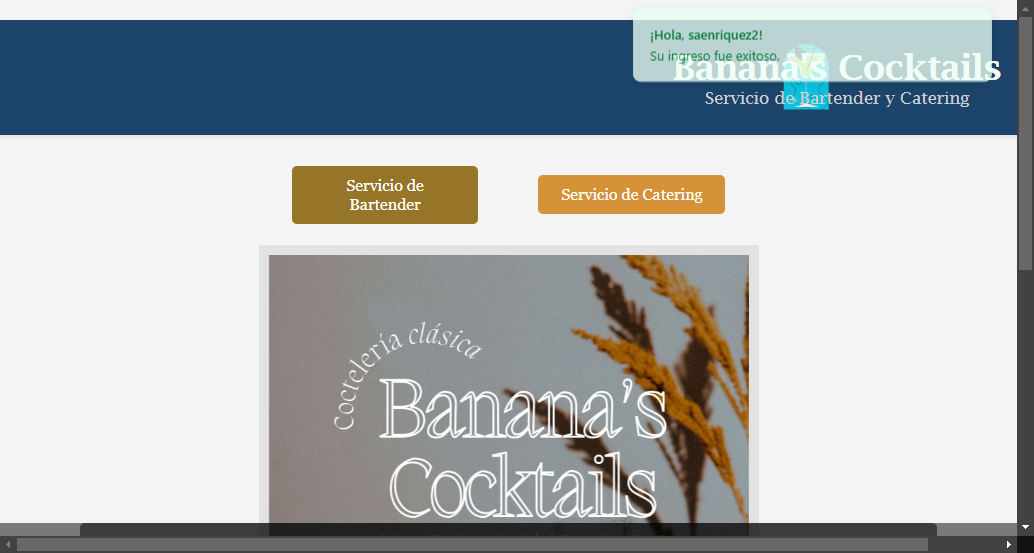 ¡Hola, saenriquez2!
Su ingreso fue exitoso.
Banana's Cocktails
Servicio de Bartender y Catering
Servicio de
Bartender
Servicio de Catering
Coctelería clásica
Banana's
Cocktails